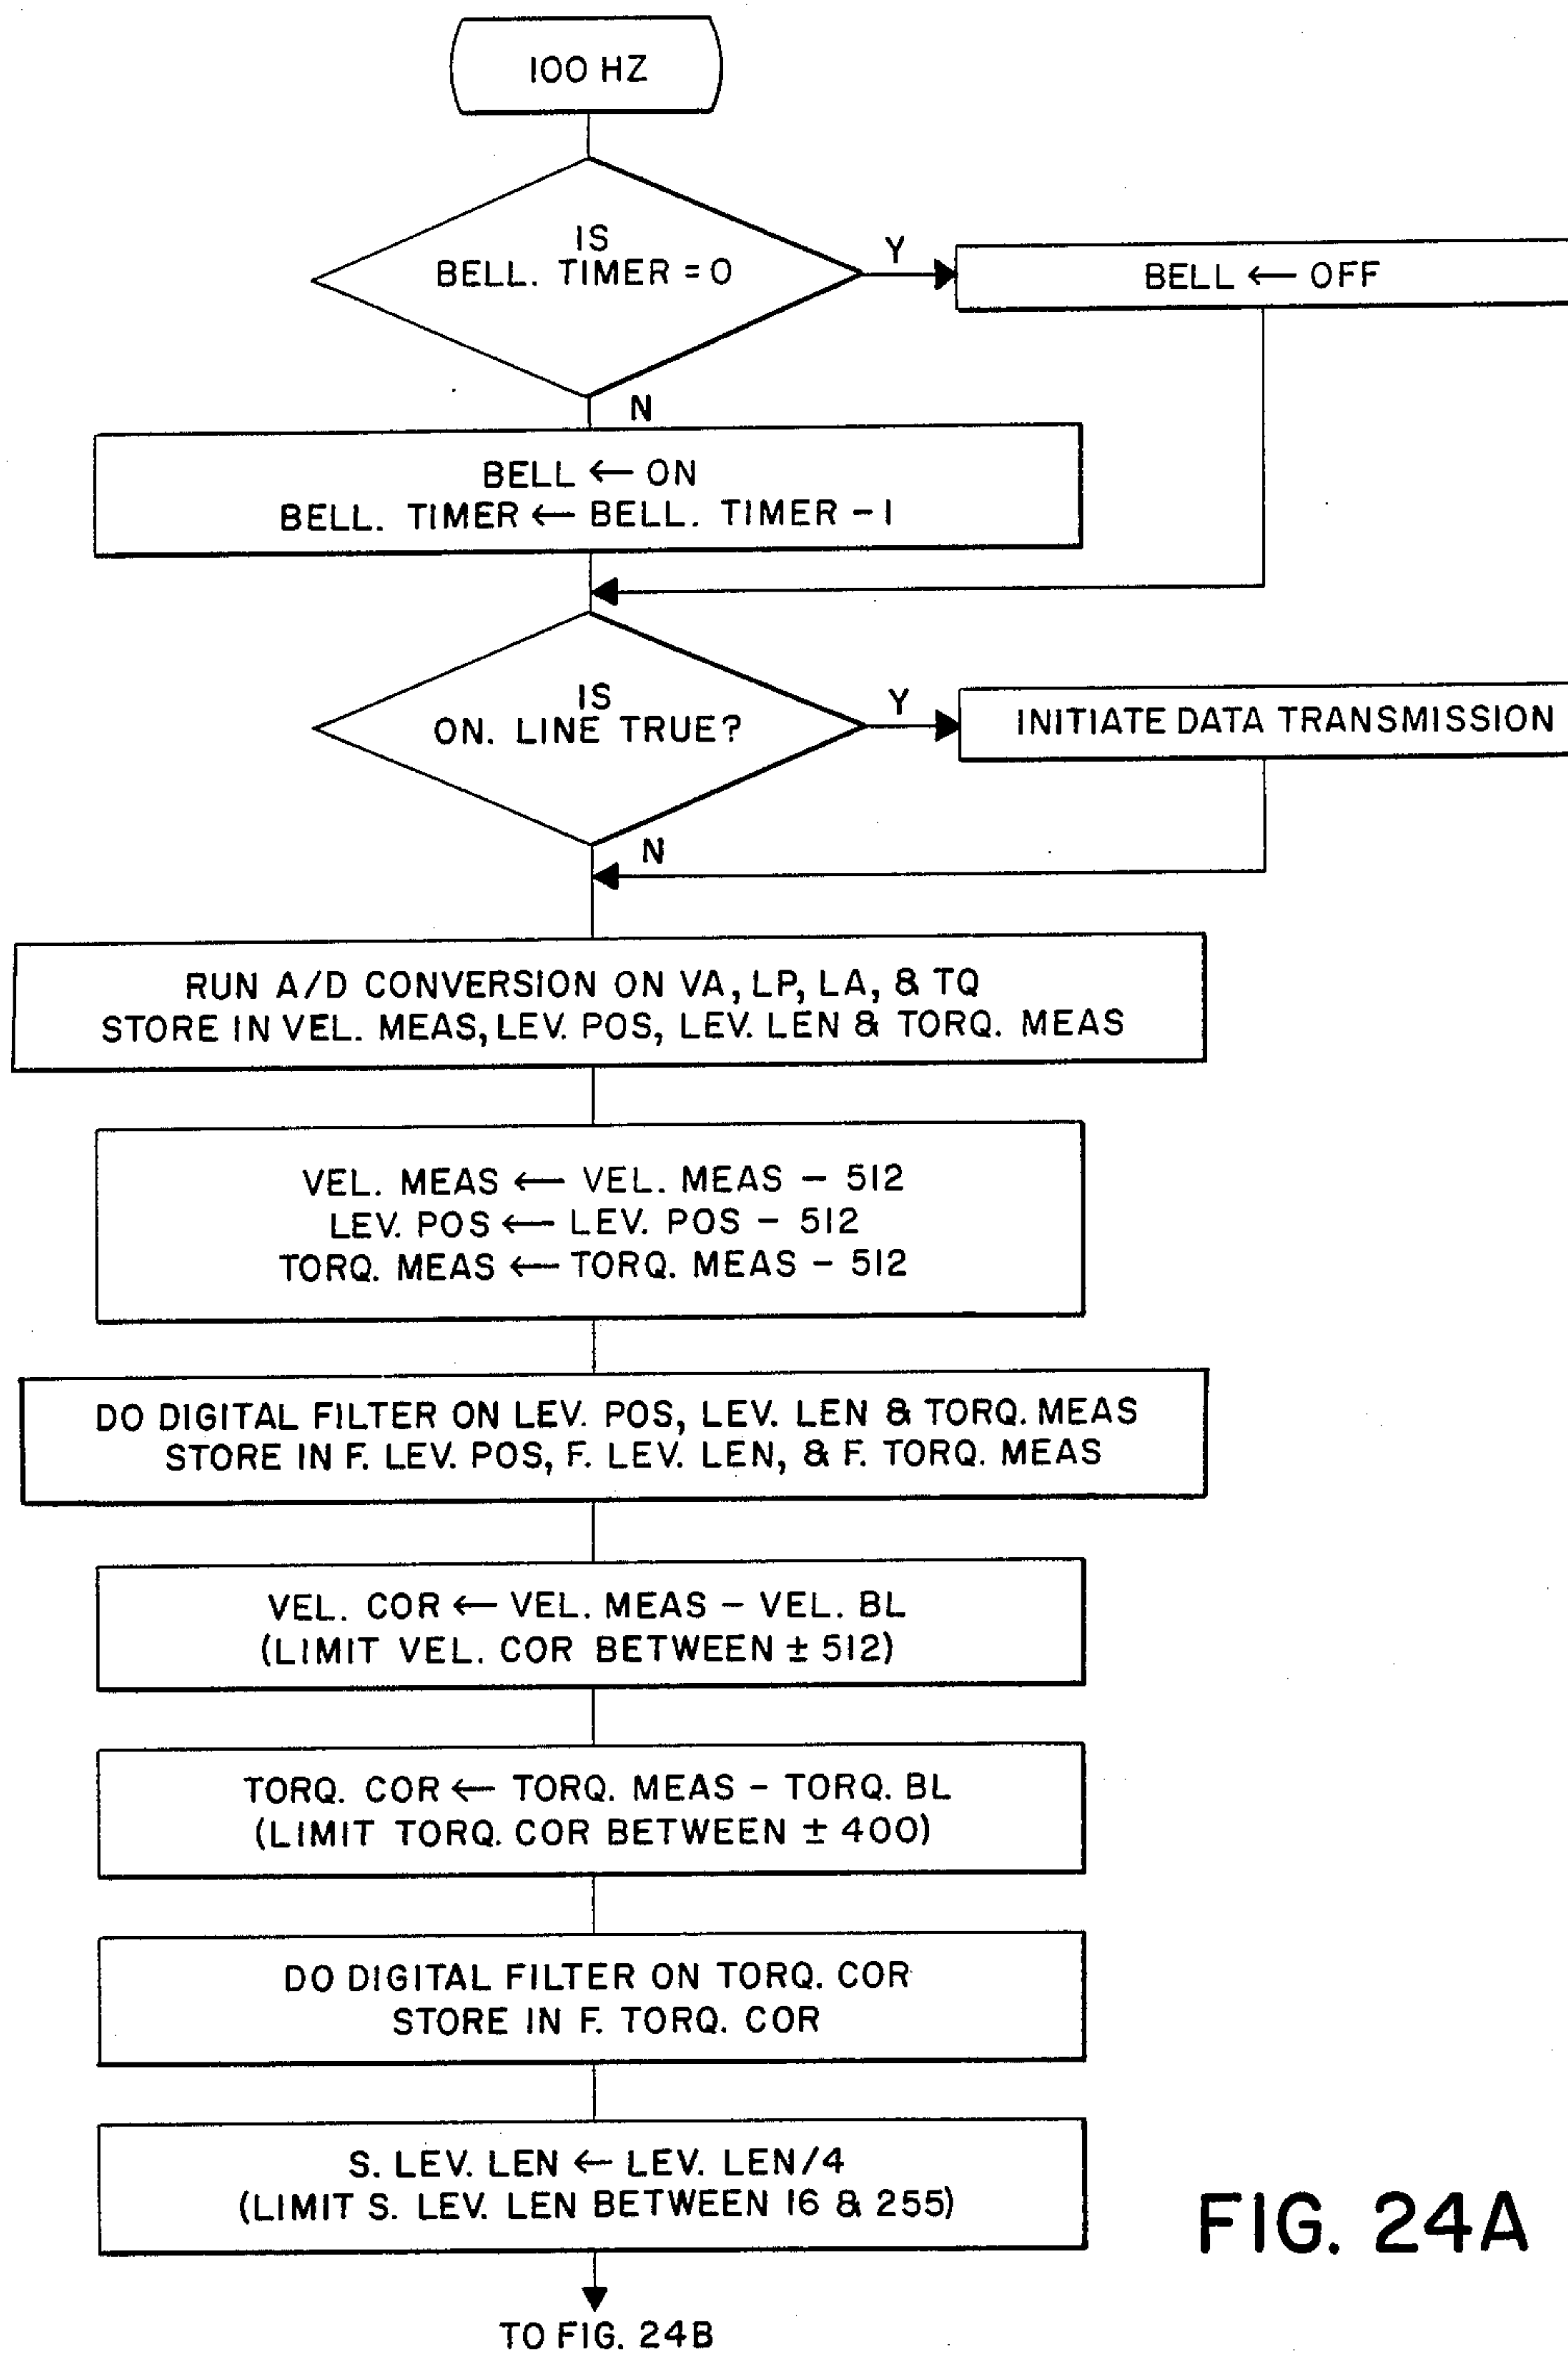 100 HZ
IS
BELL. TIMER = 0
Y
BELL ← OFF
N
BELL ← ON
BELL. TIMER ← BELL. TIMER - 1
IS
ON. LINE TRUE?
Y
INITIATE DATA TRANSMISSION
N
RUN A/D CONVERSION ON VA, LP, LA, & TQ
STORE IN VEL. MEAS, LEV. POS, LEV. LEN & TORQ. MEAS
VEL. MEAS ← VEL. MEAS - 512
LEV. POS ← LEV. POS - 512
TORQ. MEAS ← TORQ. MEAS - 512
DO DIGITAL FILTER ON LEV. POS, LEV. LEN & TORQ. MEAS
STORE IN F. LEV. POS, F. LEV. LEN, & F. TORQ. MEAS
VEL. COR ← VEL. MEAS - VEL. BL
(LIMIT VEL. COR BETWEEN ± 512)
TORQ. COR ← TORQ. MEAS - TORQ. BL
(LIMIT TORQ. COR BETWEEN ± 400)
DO DIGITAL FILTER ON TORQ. COR
STORE IN F. TORQ. COR
S. LEV. LEN ← LEV. LEN/4
(LIMIT S. LEV. LEN BETWEEN 16 & 255)
FIG. 24A
TO FIG. 24B